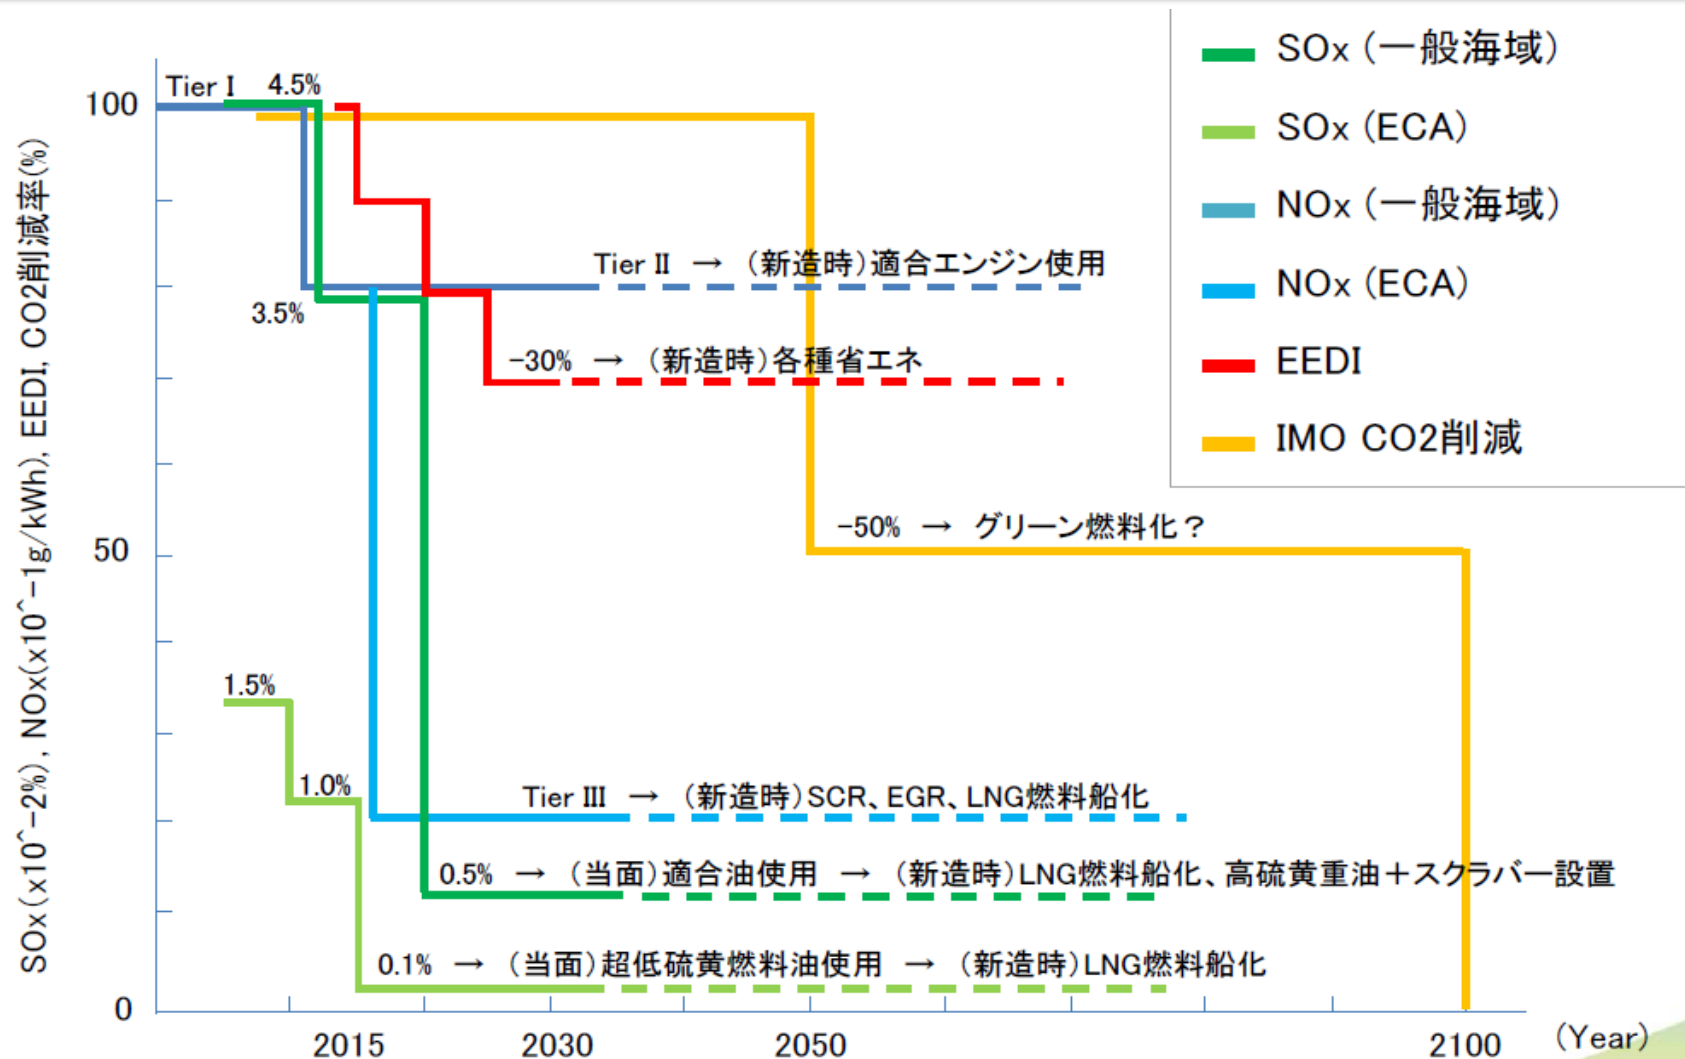 SOx (一般海域)
SOx (ECA)
NOx (一般海域)
NOx (ECA)
EEDI
IMO CO2削減
SOx(x10^-2%), NOx(x10^-1g/kWh), EEDI, CO2削減率(%)
Tier I
4.5%
100
Tier II → (新造時)適合エンジン使用
3.5%
-30% → (新造時)各種省エネ
-50% → グリーン燃料化?
50
1.5%
1.0%
Tier III → (新造時)SCR、EGR、LNG燃料船化
0.5% → (当面)適合油使用 → (新造時)LNG燃料船化、高硫黄重油+スクラバー設置
0.1% → (当面)超低硫黄燃料油使用 → (新造時)LNG燃料船化
0
2015 2030 2050 2100 (Year)